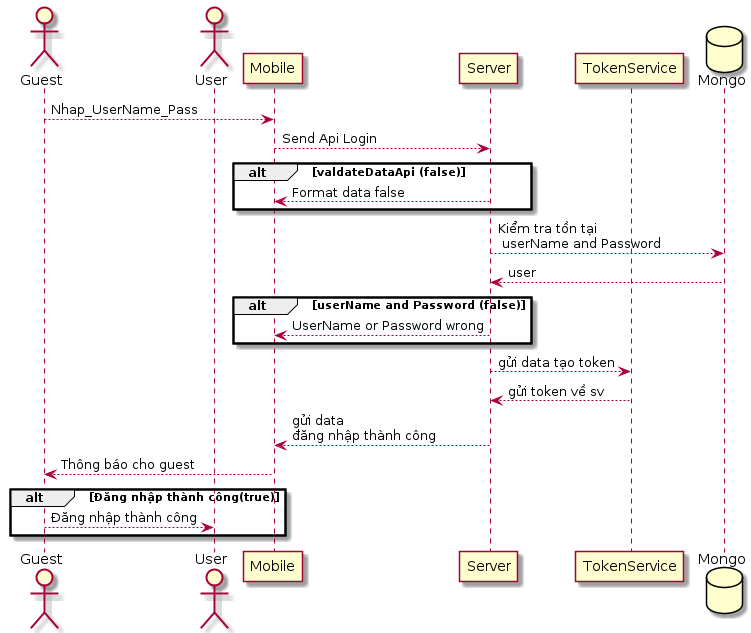 Guest
User
Mobile
Server
TokenService
Mongo
Nhap_UserName_Pass
Send Api Login
alt
[valdateDataApi (false)]
Format data false
Kiểm tra tồn tại
userName and Password
user
alt
[userName and Password (false)]
UserName or Password wrong
gửi data tạo token
gửi token về sv
gửi data
đăng nhập thành công
Thông báo cho guest
alt
[Đăng nhập thành công(true)]
Đăng nhập thành công
Guest
User
Mobile
Server
TokenService
Mongo